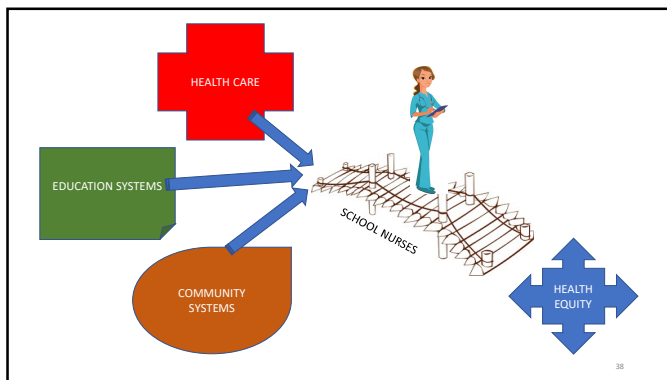 HEALTH CARE
EDUCATION SYSTEMS
SCHOOL NURSES
COMMUNITY
SYSTEMS
HEALTH
EQUITY
38